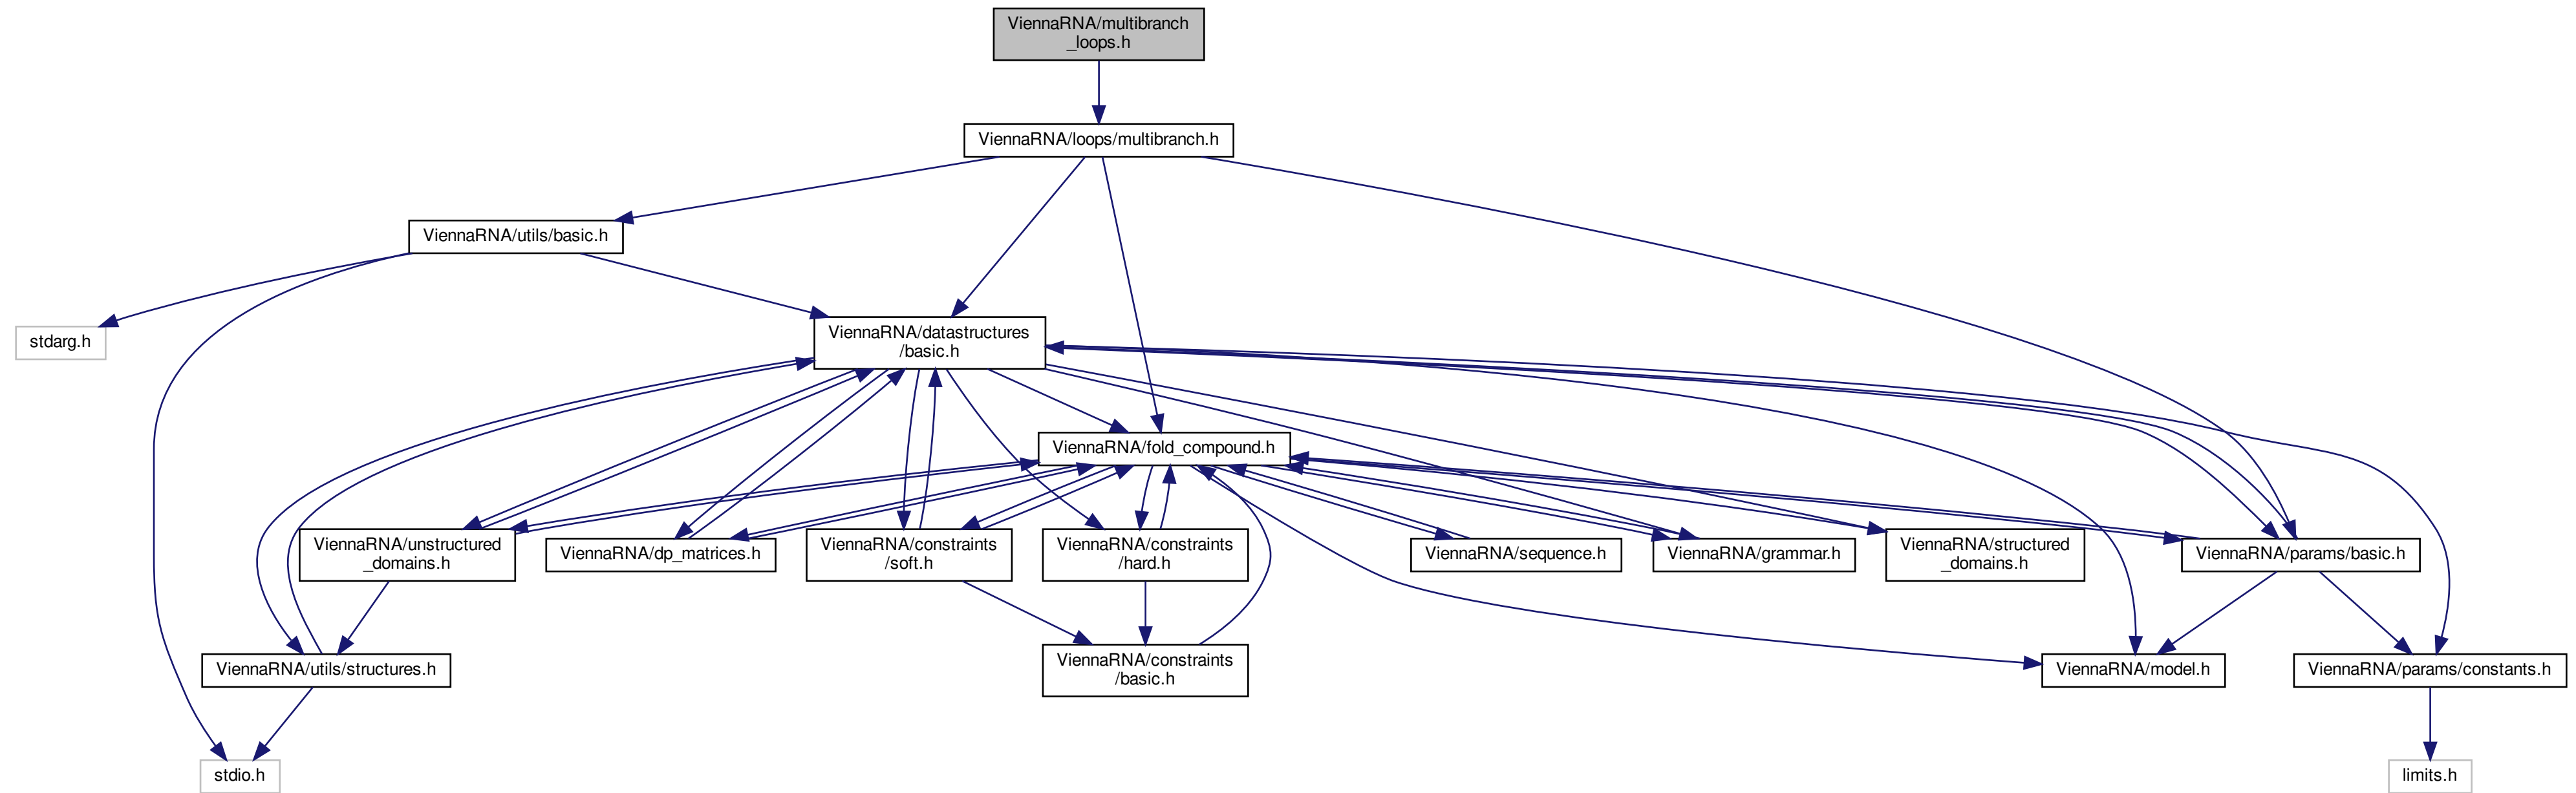 ViennaRNA/multibranch
_loops.h
ViennaRNA/loops/multibranch.h
ViennaRNA/utils/basic.h
stdarg.h
ViennaRNA/datastructures
/basic.h
ViennaRNA/fold_compound.h
ViennaRNA/unstructured
_domains.h
ViennaRNA/dp_matrices.h
ViennaRNA/constraints
/soft.h
ViennaRNA/constraints
/hard.h
ViennaRNA/sequence.h
ViennaRNA/grammar.h
ViennaRNA/structured
_domains.h
ViennaRNA/params/basic.h
ViennaRNA/utils/structures.h
ViennaRNA/constraints
/basic.h
ViennaRNA/model.h
ViennaRNA/params/constants.h
stdio.h
limits.h